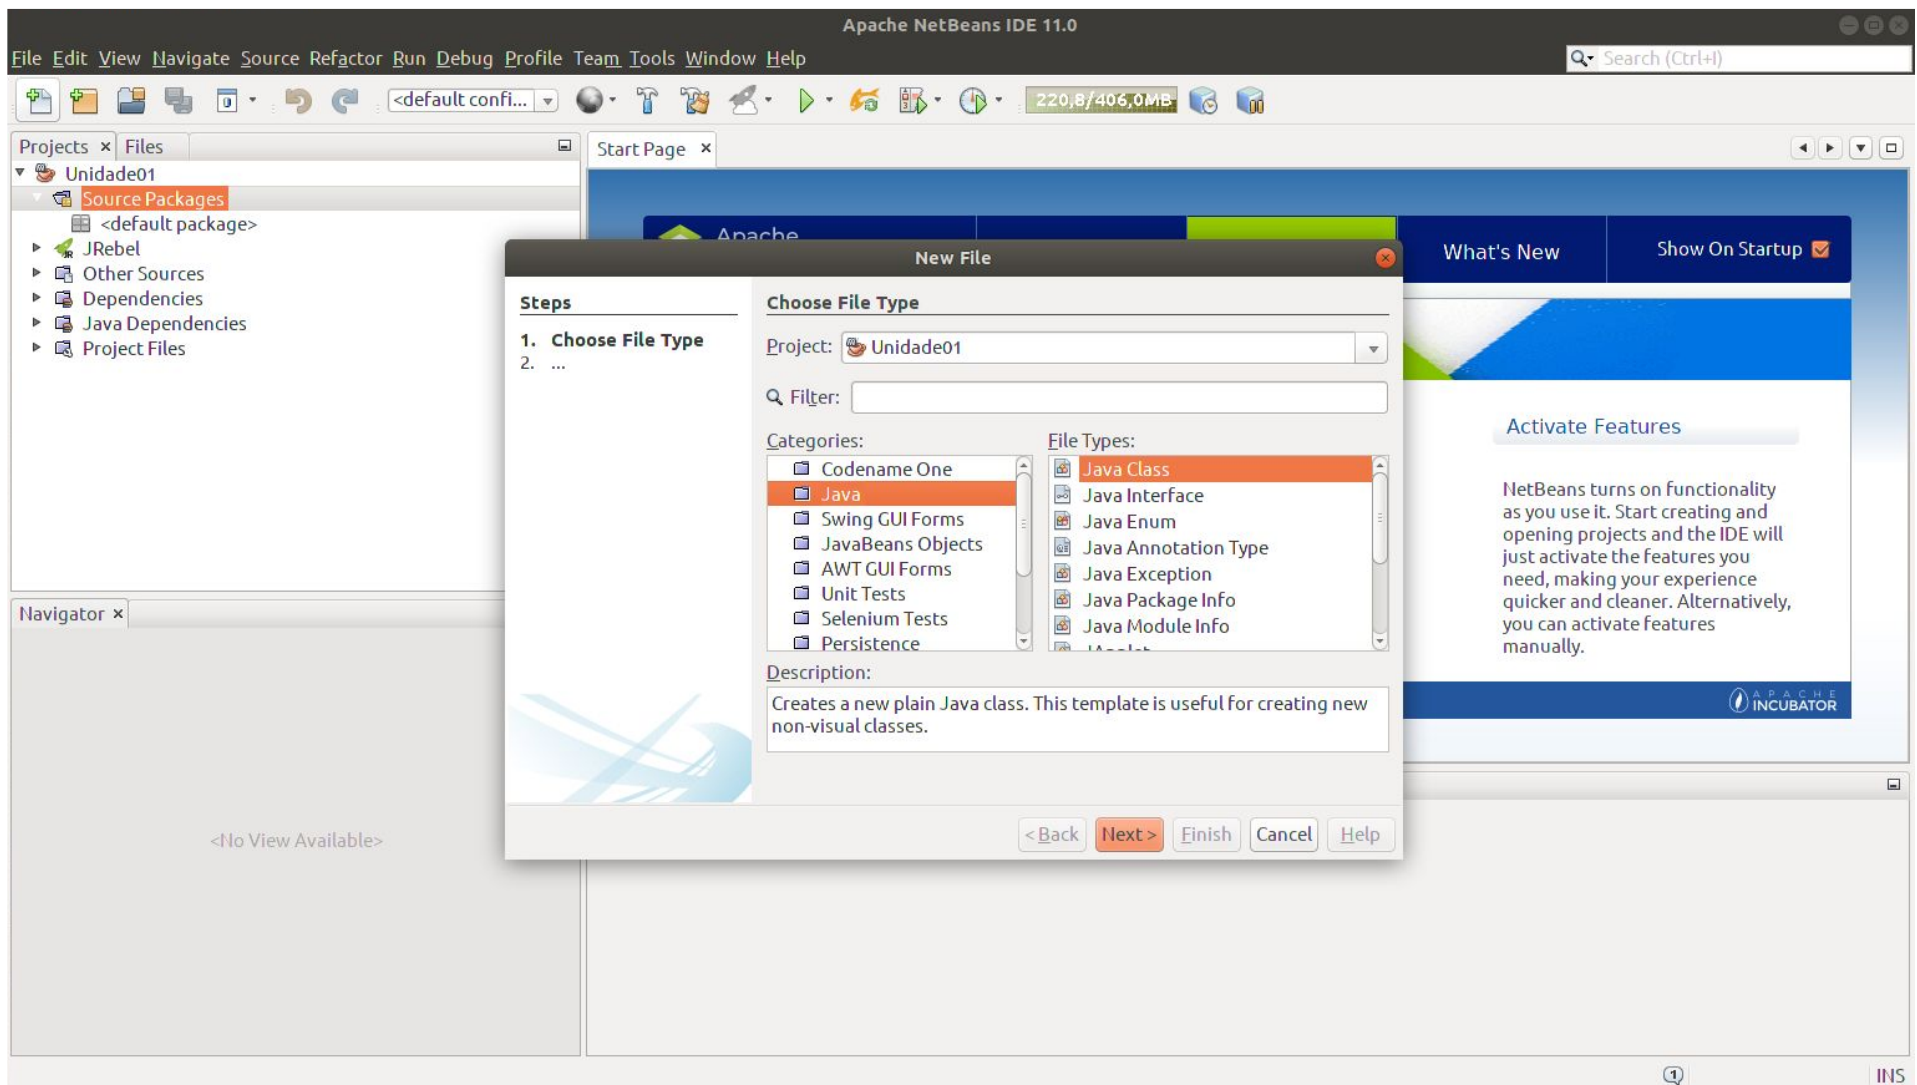 Apache NetBeans IDE 11.0
File Edit View Navigate Source Refactor Run Debug Profile Team Tools Window Help
Search (Ctrl+I)
<default confi...
220,8/406,0MB
Projects × Files
Start Page ×
Unidade01
Source Packages
<default package>
JRebel
Other Sources
Dependencies
Java Dependencies
Project Files
Apache
What's New
Show On Startup
New File
Steps
1. Choose File Type
2. ...
Choose File Type
Project: Unidade01
Filter:
Categories:
Codename One
Java
Swing GUI Forms
JavaBeans Objects
AWT GUI Forms
Unit Tests
Selenium Tests
Persistence
File Types:
Java Class
Java Interface
Java Enum
Java Annotation Type
Java Exception
Java Package Info
Java Module Info
Description:
Creates a new plain Java class. This template is useful for creating new
non-visual classes.
< Back Next > Finish Cancel Help
Activate Features
NetBeans turns on functionality
as you use it. Start creating and
opening projects and the IDE will
just activate the features you
need, making your experience
quicker and cleaner. Alternatively,
you can activate features
manually.
APACHE
INCUBATOR
Navigator ×
<No View Available>
1
INS